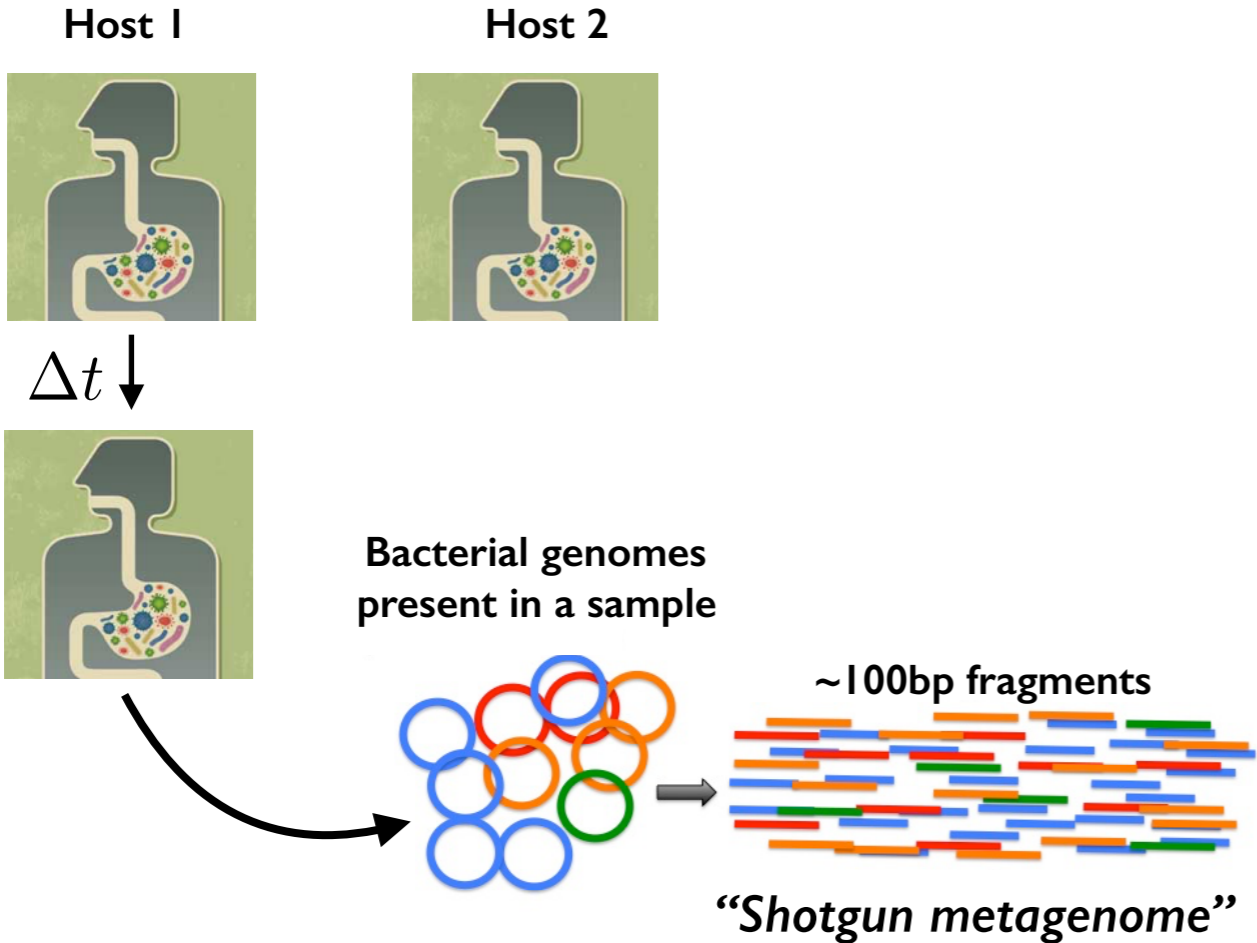 Host 1
Host 2
Δt
Bacterial genomes
present in a sample
~100bp fragments
“Shotgun metagenome”